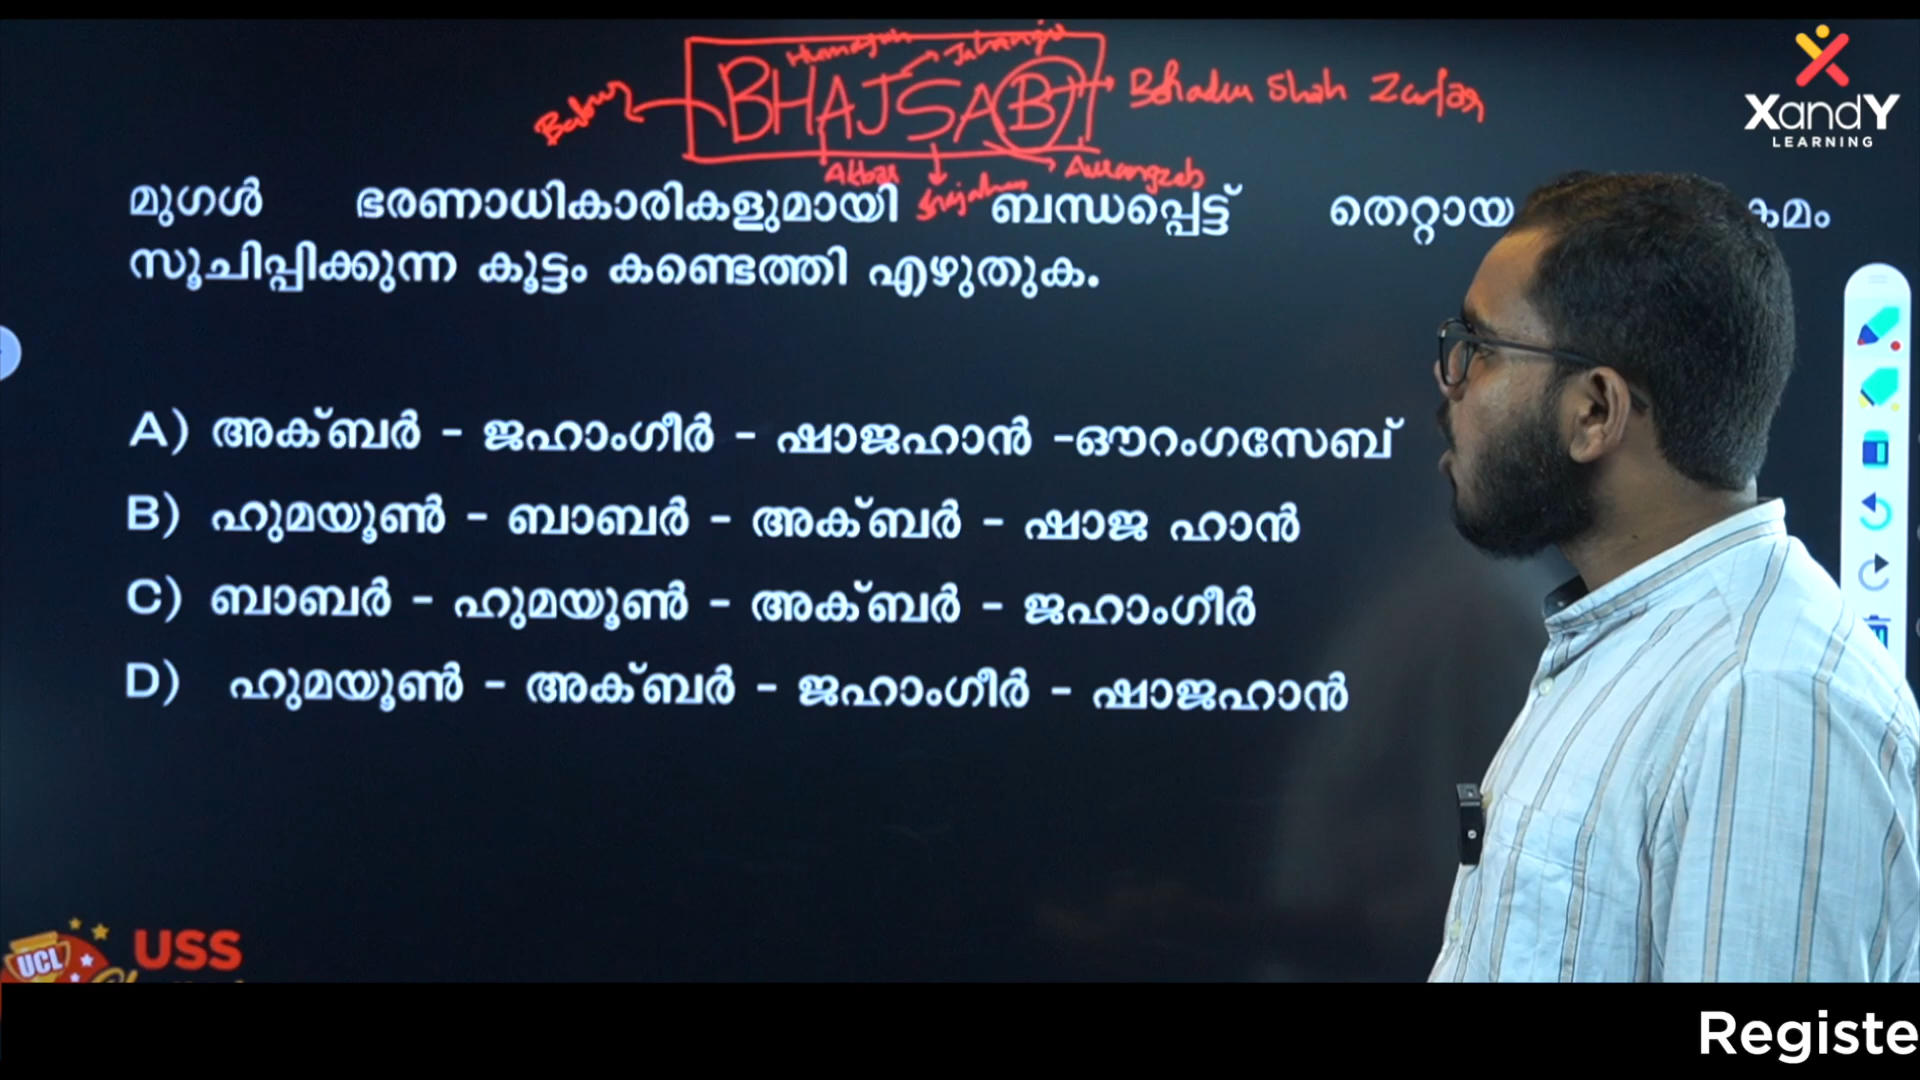 Humayun Jahangir
Babur BHAJSAB Bahadur Shah Zafar
Akbar Aurangzeb
മുഗൾ ഭരണാധികാരികളുമായി ബന്ധപ്പെട്ട് തെറ്റായ
സൂചിപ്പിക്കുന്ന കൂട്ടം കണ്ടെത്തി എഴുതുക.
A) അക്ബർ - ജഹാംഗീർ - ഷാജഹാൻ -ഔറംഗസേബ്
B) ഹുമയൂൺ - ബാബർ - അക്ബർ - ഷാജ ഹാൻ
C) ബാബർ - ഹുമയൂൺ - അക്ബർ - ജഹാംഗീർ
D) ഹുമയൂൺ - അക്ബർ - ജഹാംഗീർ - ഷാജഹാൻ
XandY
LEARNING
UCL USS
Registe